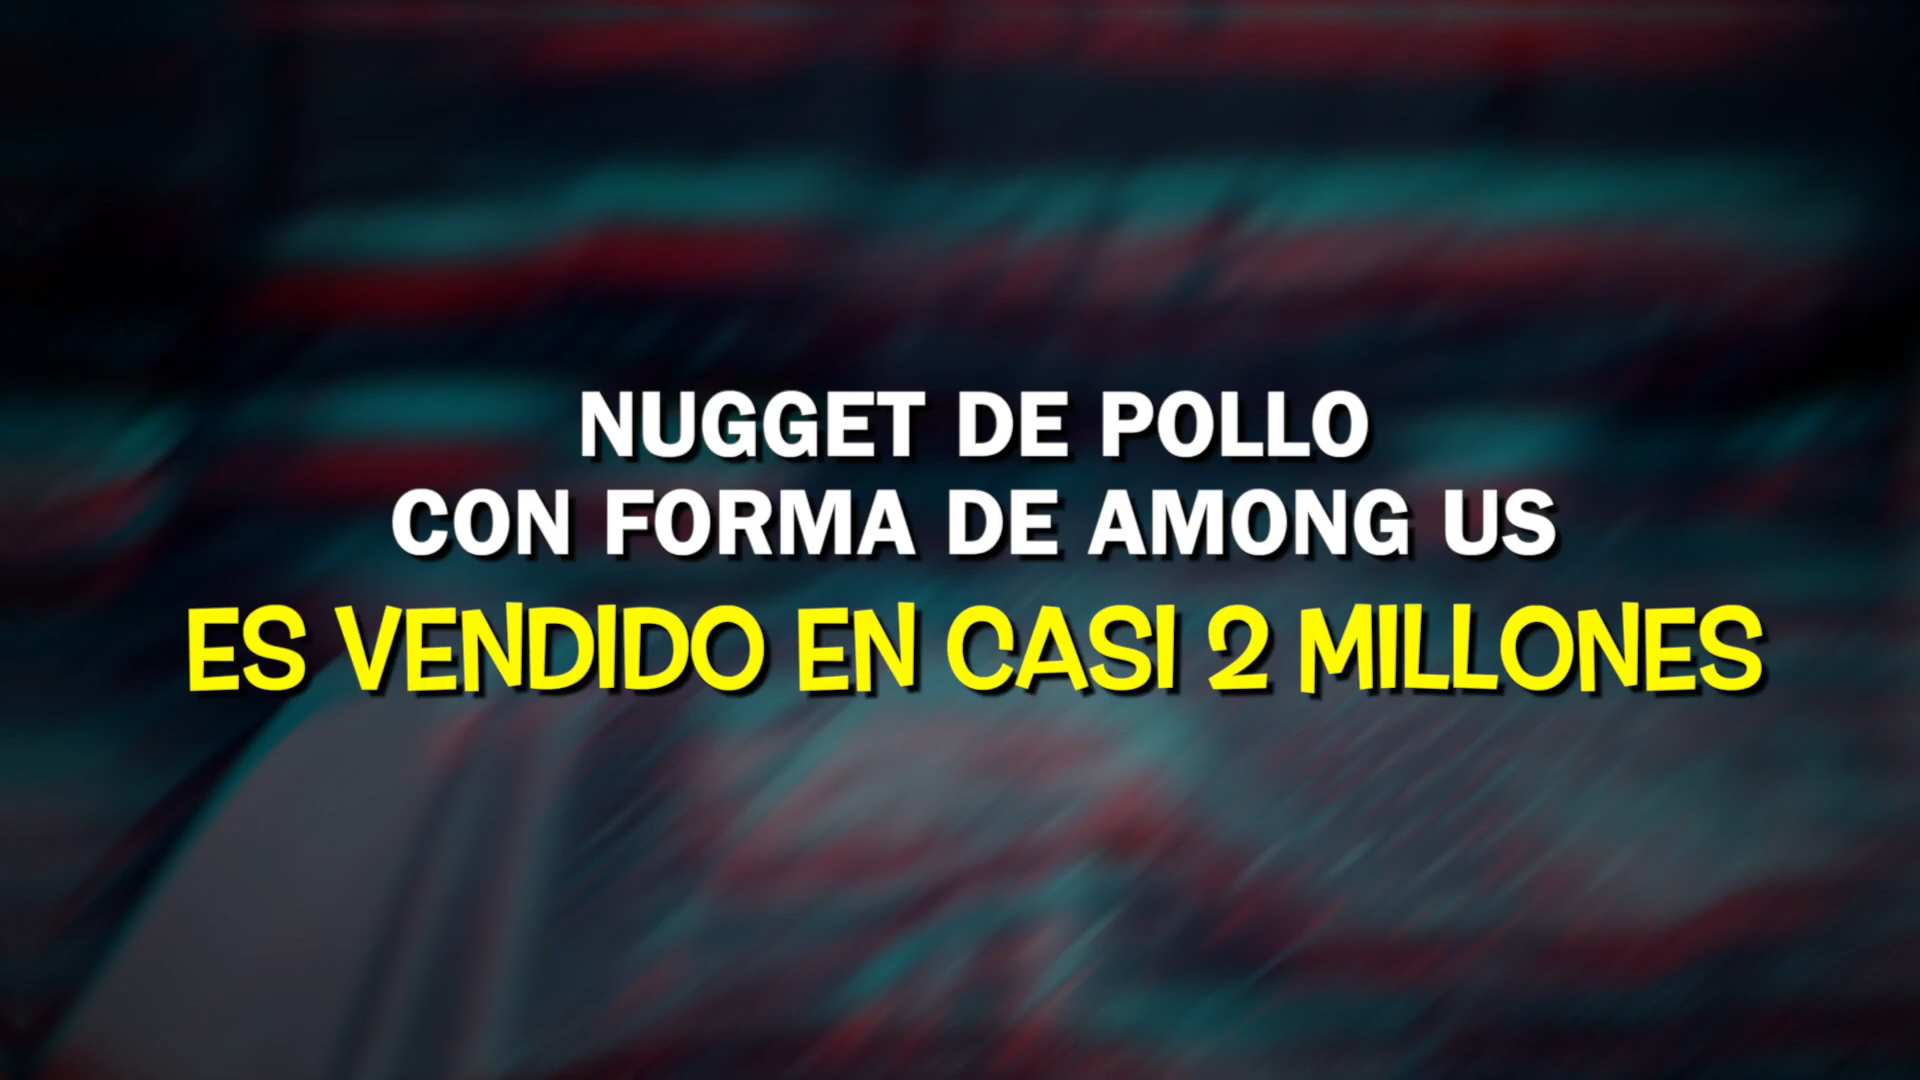 NUGGET DE POLLO
CON FORMA DE AMONG US
ES VENDIDO EN CASI 2 MILLONES